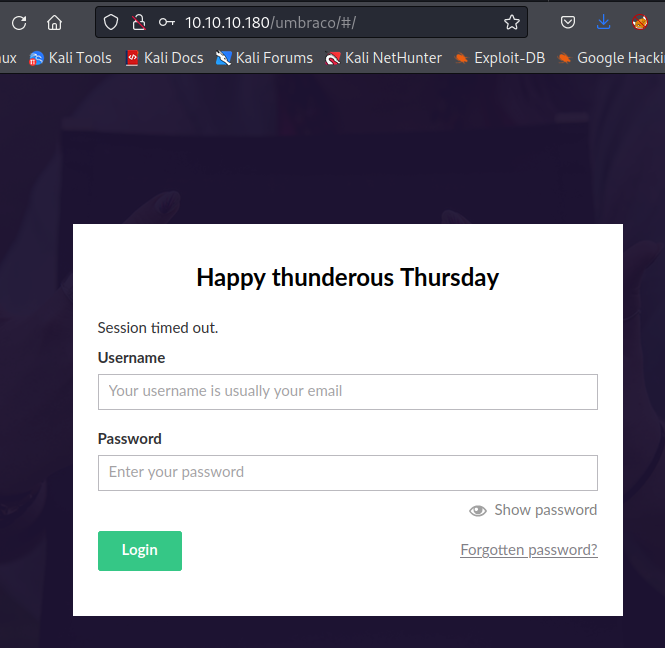 10.10.10.180/umbraco/#/
ux Kali Tools Kali Docs Kali Forums Kali NetHunter Exploit-DB Google Hacki
Happy thunderous Thursday
Session timed out.
Username
Your username is usually your email
Password
Enter your password
Show password
Login Forgotten password?